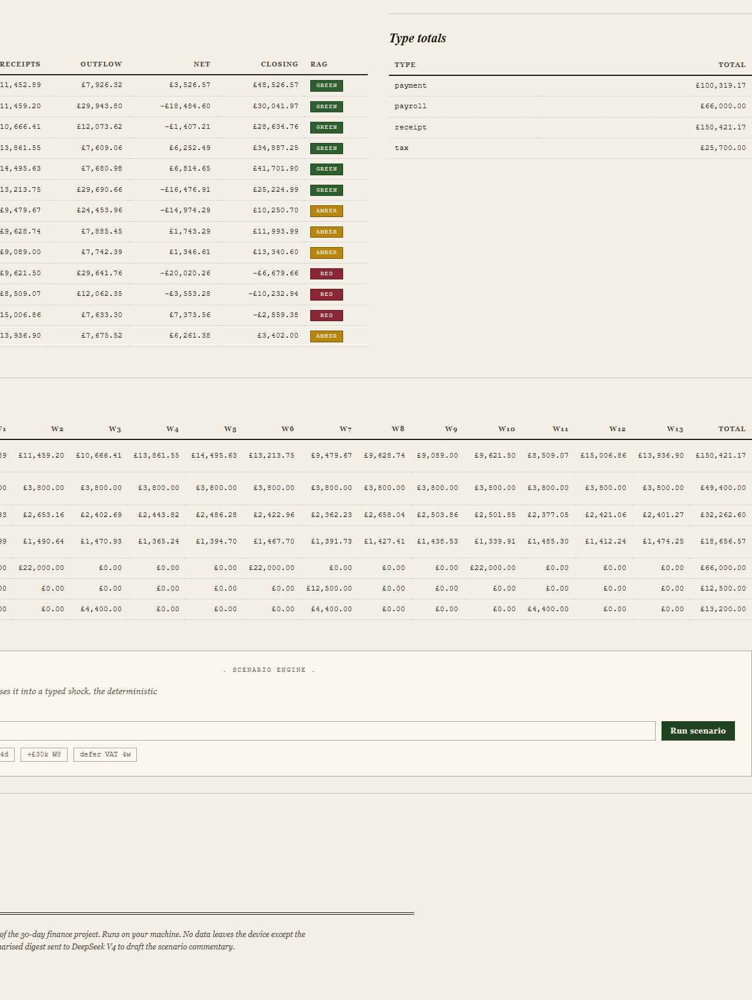 Type totals
RECEIPTS OUTFLOW NET CLOSING RAG
TYPE TOTAL
11,452.89 £7,926.32 £3,526.57 £48,526.57 GREEN
payment £100,319.17
11,459.20 £29,943.80 -£18,484.60 £30,041.97 GREEN
payroll £66,000.00
10,666.41 £12,073.62 -£1,407.21 £28,634.76 GREEN
receipt £150,421.17
13,861.55 £7,609.06 £6,252.49 £34,887.25 GREEN
tax £25,700.00
14,495.63 £7,680.98 £6,814.65 £41,701.90 GREEN
13,213.75 £29,690.66 -£16,476.91 £25,224.99 GREEN
£9,479.67 £24,453.96 -£14,974.29 £10,250.70 AMBER
£9,628.74 £7,885.45 £1,743.29 £11,993.99 AMBER
£9,089.00 £7,742.39 £1,346.61 £13,340.60 AMBER
£9,621.50 £29,641.76 -£20,020.26 -£6,679.66 RED
£8,509.07 £12,062.35 -£3,553.28 -£10,232.94 RED
15,006.86 £7,633.30 £7,373.56 -£2,859.38 RED
13,936.90 £7,675.52 £6,261.38 £3,402.00 AMBER
W1 W2 W3 W4 W5 W6 W7 W8 W9 W10 W11 W12 W13 TOTAL
89 £11,459.20 £10,666.41 £13,861.55 £14,495.63 £13,213.75 £9,479.67 £9,628.74 £9,089.00 £9,621.50 £8,509.07 £15,006.86 £13,936.90 £150,421.17
00 £3,800.00 £3,800.00 £3,800.00 £3,800.00 £3,800.00 £3,800.00 £3,800.00 £3,800.00 £3,800.00 £3,800.00 £3,800.00 £3,800.00 £49,400.00
33 £2,653.16 £2,402.69 £2,443.82 £2,486.28 £2,422.96 £2,362.23 £2,658.04 £2,503.86 £2,501.85 £2,377.05 £2,421.06 £2,401.27 £32,262.60
99 £1,490.64 £1,470.93 £1,365.24 £1,394.70 £1,467.70 £1,391.73 £1,427.41 £1,438.53 £1,339.91 £1,485.30 £1,412.24 £1,474.25 £18,656.57
00 £22,000.00 £0.00 £0.00 £0.00 £22,000.00 £0.00 £0.00 £0.00 £22,000.00 £0.00 £0.00 £0.00 £66,000.00
00 £0.00 £0.00 £0.00 £0.00 £0.00 £12,500.00 £0.00 £0.00 £0.00 £0.00 £0.00 £0.00 £12,500.00
00 £0.00 £4,400.00 £0.00 £0.00 £0.00 £4,400.00 £0.00 £0.00 £0.00 £4,400.00 £0.00 £0.00 £13,200.00
. SCENARIO ENGINE .
ses it into a typed shock, the deterministic
Run scenario
4d +£30k W8 defer VAT 4w
of the 30-day finance project. Runs on your machine. No data leaves the device except the
arised digest sent to DeepSeek V4 to draft the scenario commentary.